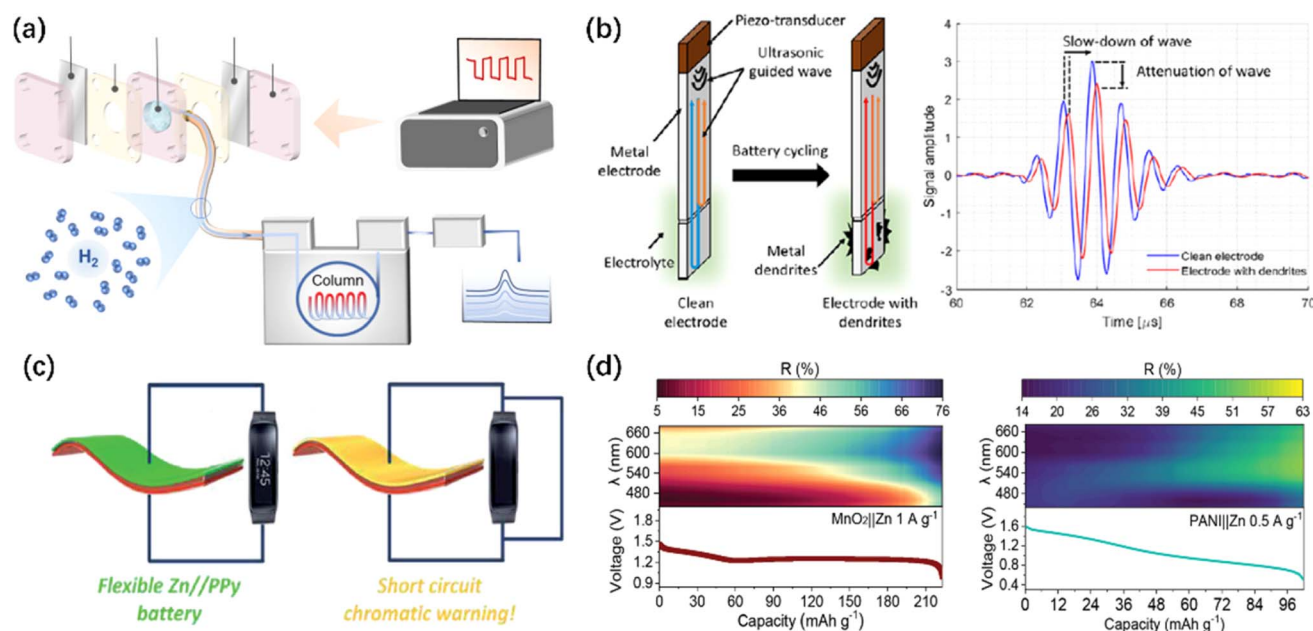 (a)
H₂
Column
(b)
Piezo-transducer
Ultrasonic
guided wave
Metal
electrode
Battery cycling
Electrolyte
Metal
dendrites
Clean
electrode
Electrode with
dendrites
Slow-down of wave
Attenuation of wave
Signal amplitude
4
3
2
1
0
-1
-2
-3
Clean electrode
Electrode with dendrites
60
62
64
66
68
70
Time [μs]
(c)
12:45
Flexible Zn//PPy
battery
Short circuit
chromatic warning!
(d)
R (%)
5 15 25 35 46 56 66 76
λ (nm)
660
600
540
480
MnO₂||Zn 1 A g⁻¹
Voltage (V)
1.8
1.5
1.2
0.9
0 30 60 90 120 150 180 210
Capacity (mAh g⁻¹)
R (%)
14 20 26 32 39 45 51 57 63
λ (nm)
660
600
540
480
PANI||Zn 0.5 A g⁻¹
Voltage (V)
1.6
1.2
0.8
0.4
0 12 24 36 48 60 72 84 96
Capacity (mAh g⁻¹)